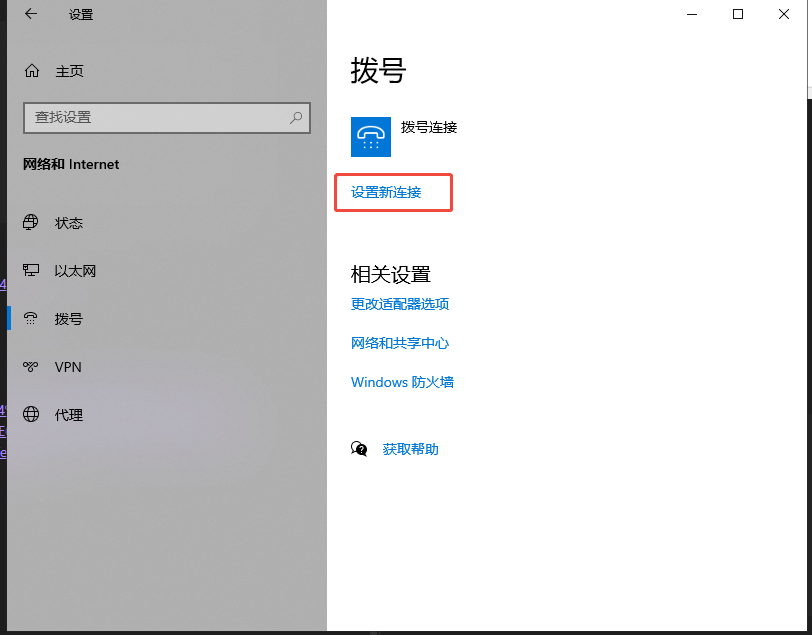 设置
主页
查找设置
网络和 Internet
状态
以太网
拨号
VPN
代理
拨号
拨号连接
设置新连接
相关设置
更改适配器选项
网络和共享中心
Windows 防火墙
获取帮助